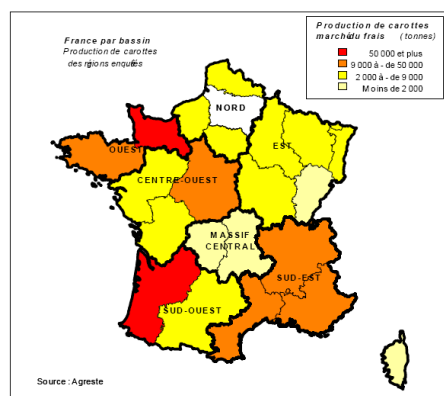 France par bassin
Production de carottes
des régions enquêtées
Production de carottes
marché du frais (tonnes)
50 000 et plus
9 000 à - de 50 000
2 000 à - de 9 000
Moins de 2 000
NORD
OUEST
EST
CENTRE-OUEST
MASSIF
CENTRAL
SUD-EST
SUD-OUEST
Source : Agreste